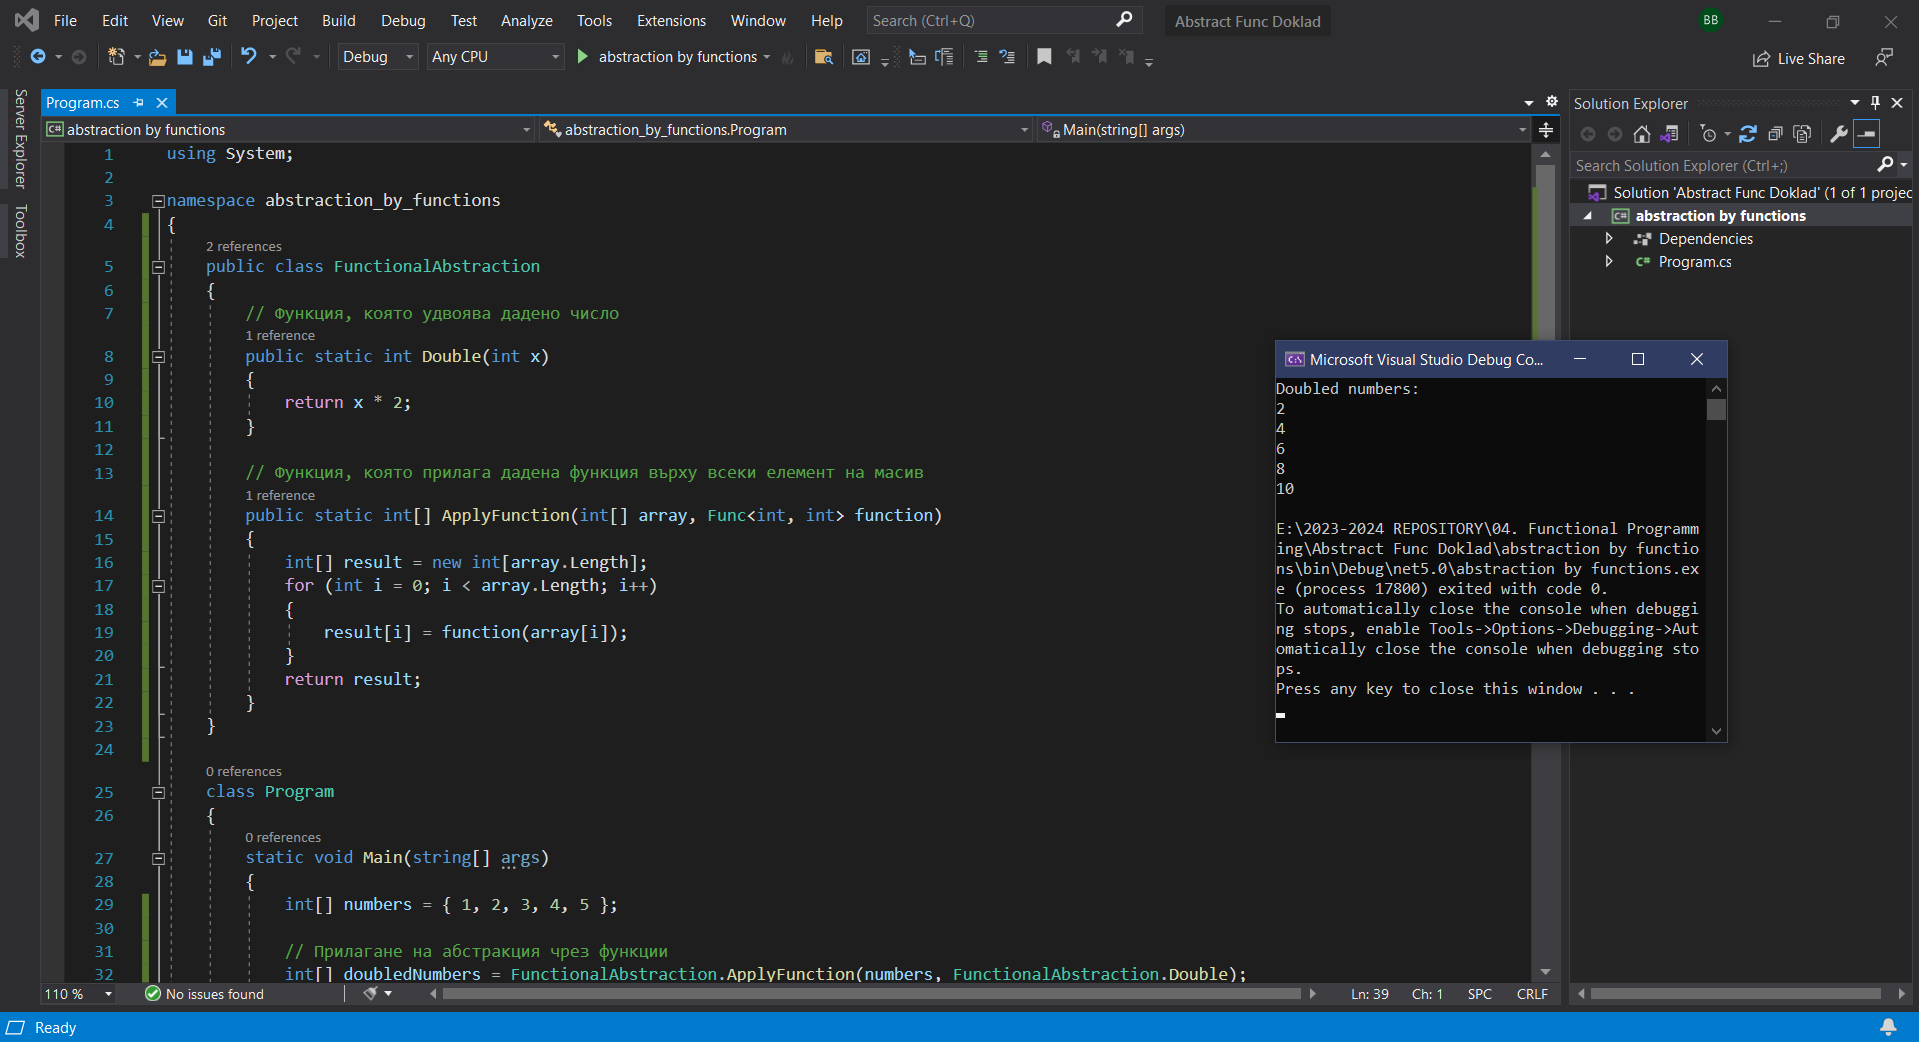 File Edit View Git Project Build Debug Test Analyze Tools Extensions Window Help Search (Ctrl+Q) Abstract Func Doklad BB
Debug Any CPU abstraction by functions Live Share
Server Explorer
Toolbox
Program.cs
abstraction by functions abstraction_by_functions.Program Main(string[] args)
1 using System;
2
3 namespace abstraction_by_functions
4 {
2 references
5 public class FunctionalAbstraction
6 {
7 // Функция, която удвоява дадено число
1 reference
8 public static int Double(int x)
9 {
10 return x * 2;
11 }
12
13 // Функция, която прилага дадена функция върху всеки елемент на масив
1 reference
14 public static int[] ApplyFunction(int[] array, Func<int, int> function)
15 {
16 int[] result = new int[array.Length];
17 for (int i = 0; i < array.Length; i++)
18 {
19 result[i] = function(array[i]);
20 }
21 return result;
22 }
23 }
24
0 references
25 class Program
26 {
0 references
27 static void Main(string[] args)
28 {
29 int[] numbers = { 1, 2, 3, 4, 5 };
30
31 // Прилагане на абстракция чрез функции
32 int[] doubledNumbers = FunctionalAbstraction.ApplyFunction(numbers, FunctionalAbstraction.Double);
110 % No issues found Ln: 39 Ch: 1 SPC CRLF
Ready
Solution Explorer
Search Solution Explorer (Ctrl+;)
Solution 'Abstract Func Doklad' (1 of 1 projec
C# abstraction by functions
Dependencies
C# Program.cs
Microsoft Visual Studio Debug Co...
Doubled numbers:
2
4
6
8
10
E:\2023-2024 REPOSITORY\04. Functional Programm
ing\Abstract Func Doklad\abstraction by functio
ns\bin\Debug\net5.0\abstraction by functions.ex
e (process 17800) exited with code 0.
To automatically close the console when debuggi
ng stops, enable Tools->Options->Debugging->Aut
omatically close the console when debugging sto
ps.
Press any key to close this window . . .